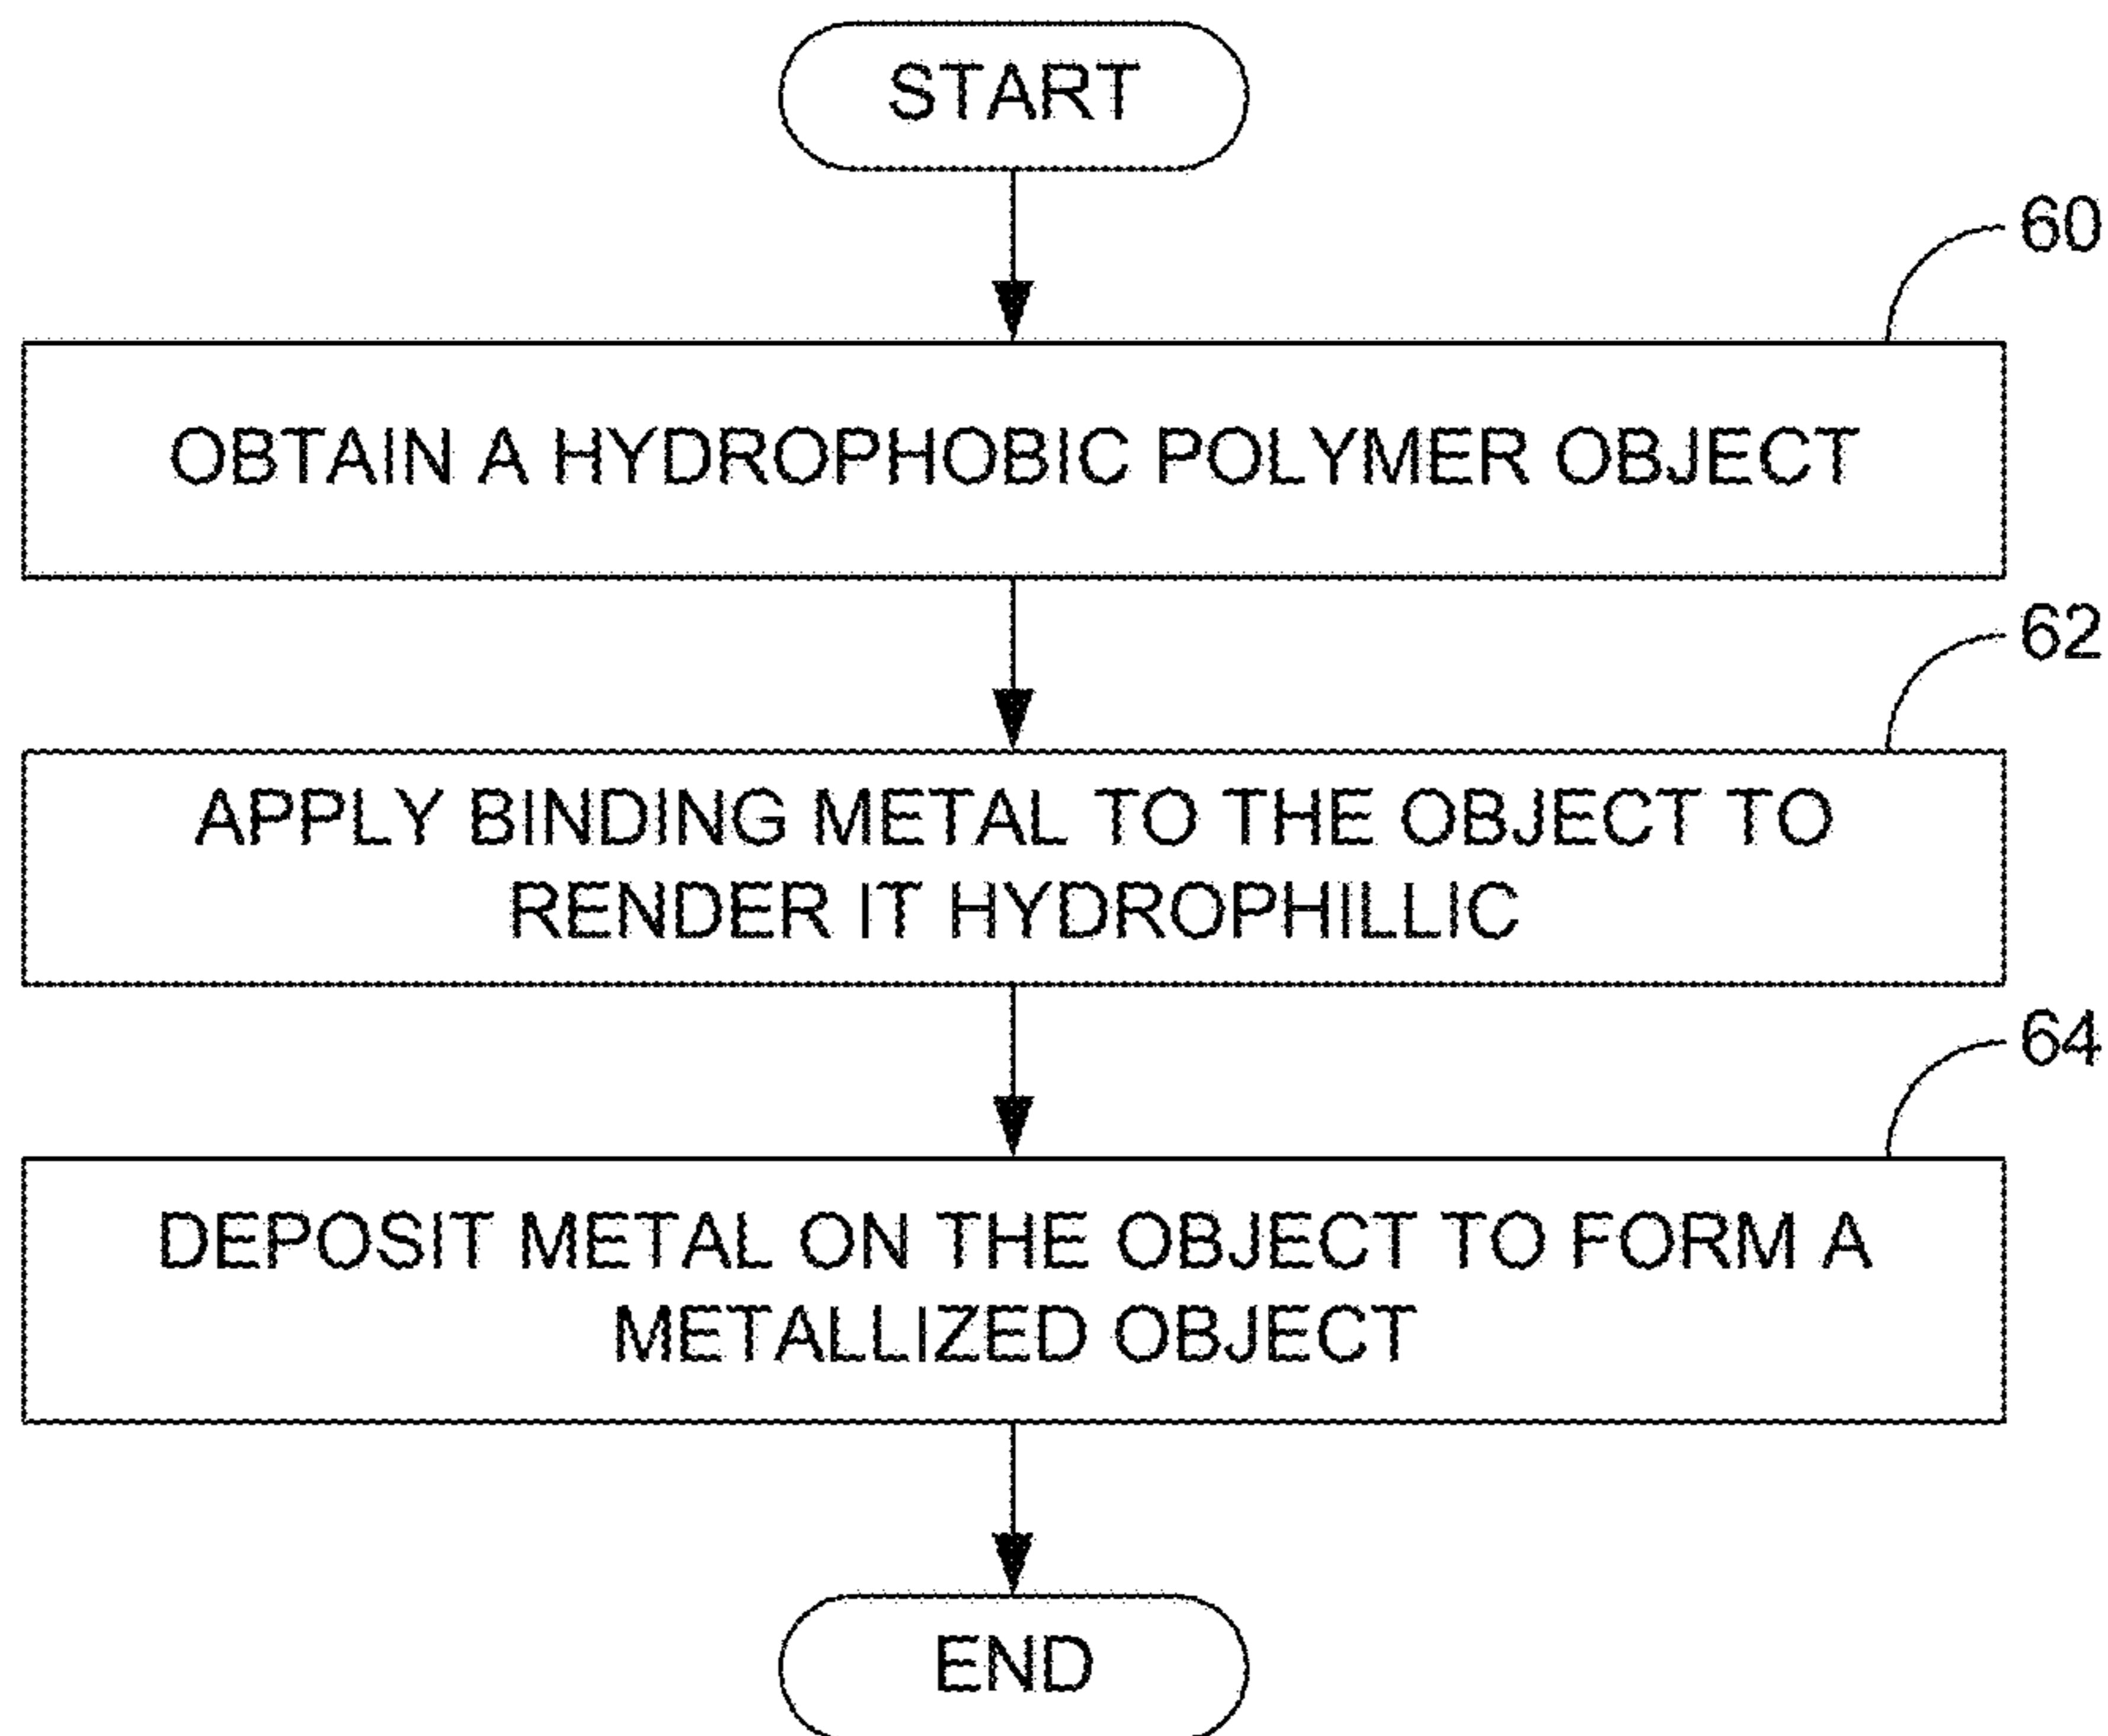 START
60
OBTAIN A HYDROPHOBIC POLYMER OBJECT
62
APPLY BINDING METAL TO THE OBJECT TO
RENDER IT HYDROPHILLIC
64
DEPOSIT METAL ON THE OBJECT TO FORM A
METALLIZED OBJECT
END